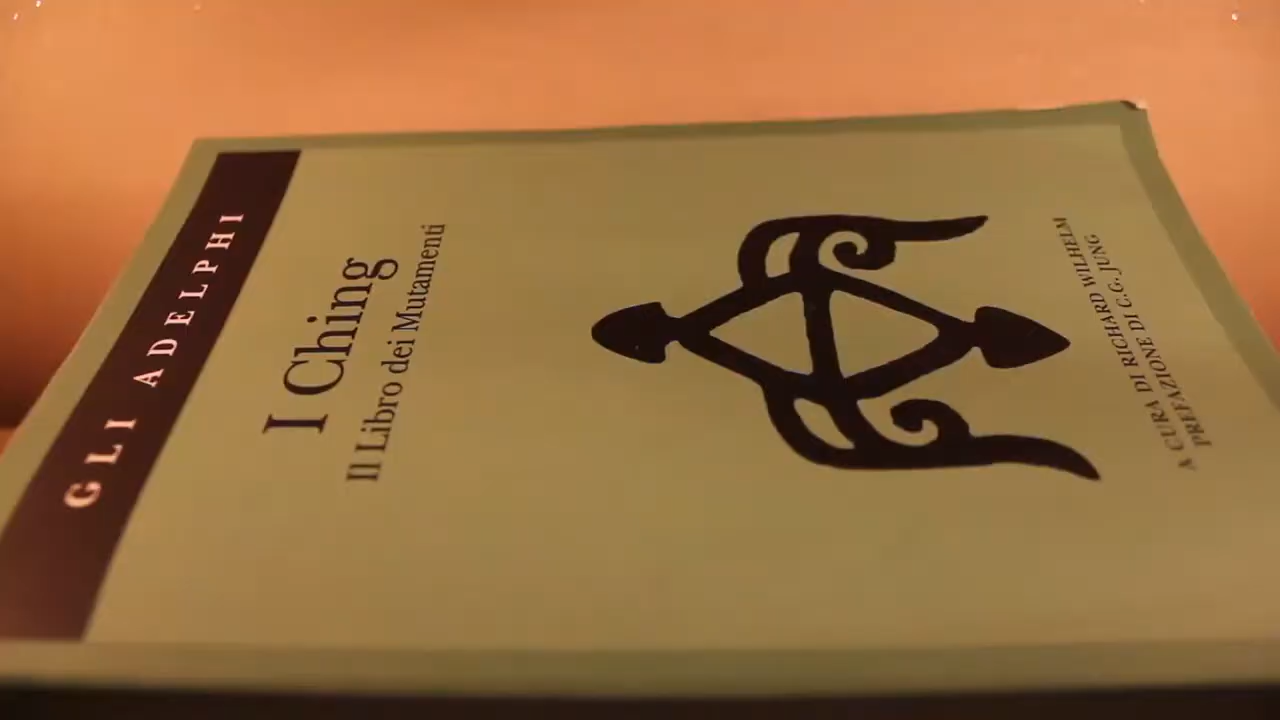 GLI ADELPHI
I Ching
Il Libro dei Mutamenti
A CURA DI RICHARD WILHELM
PREFAZIONE DI C.G. JUNG